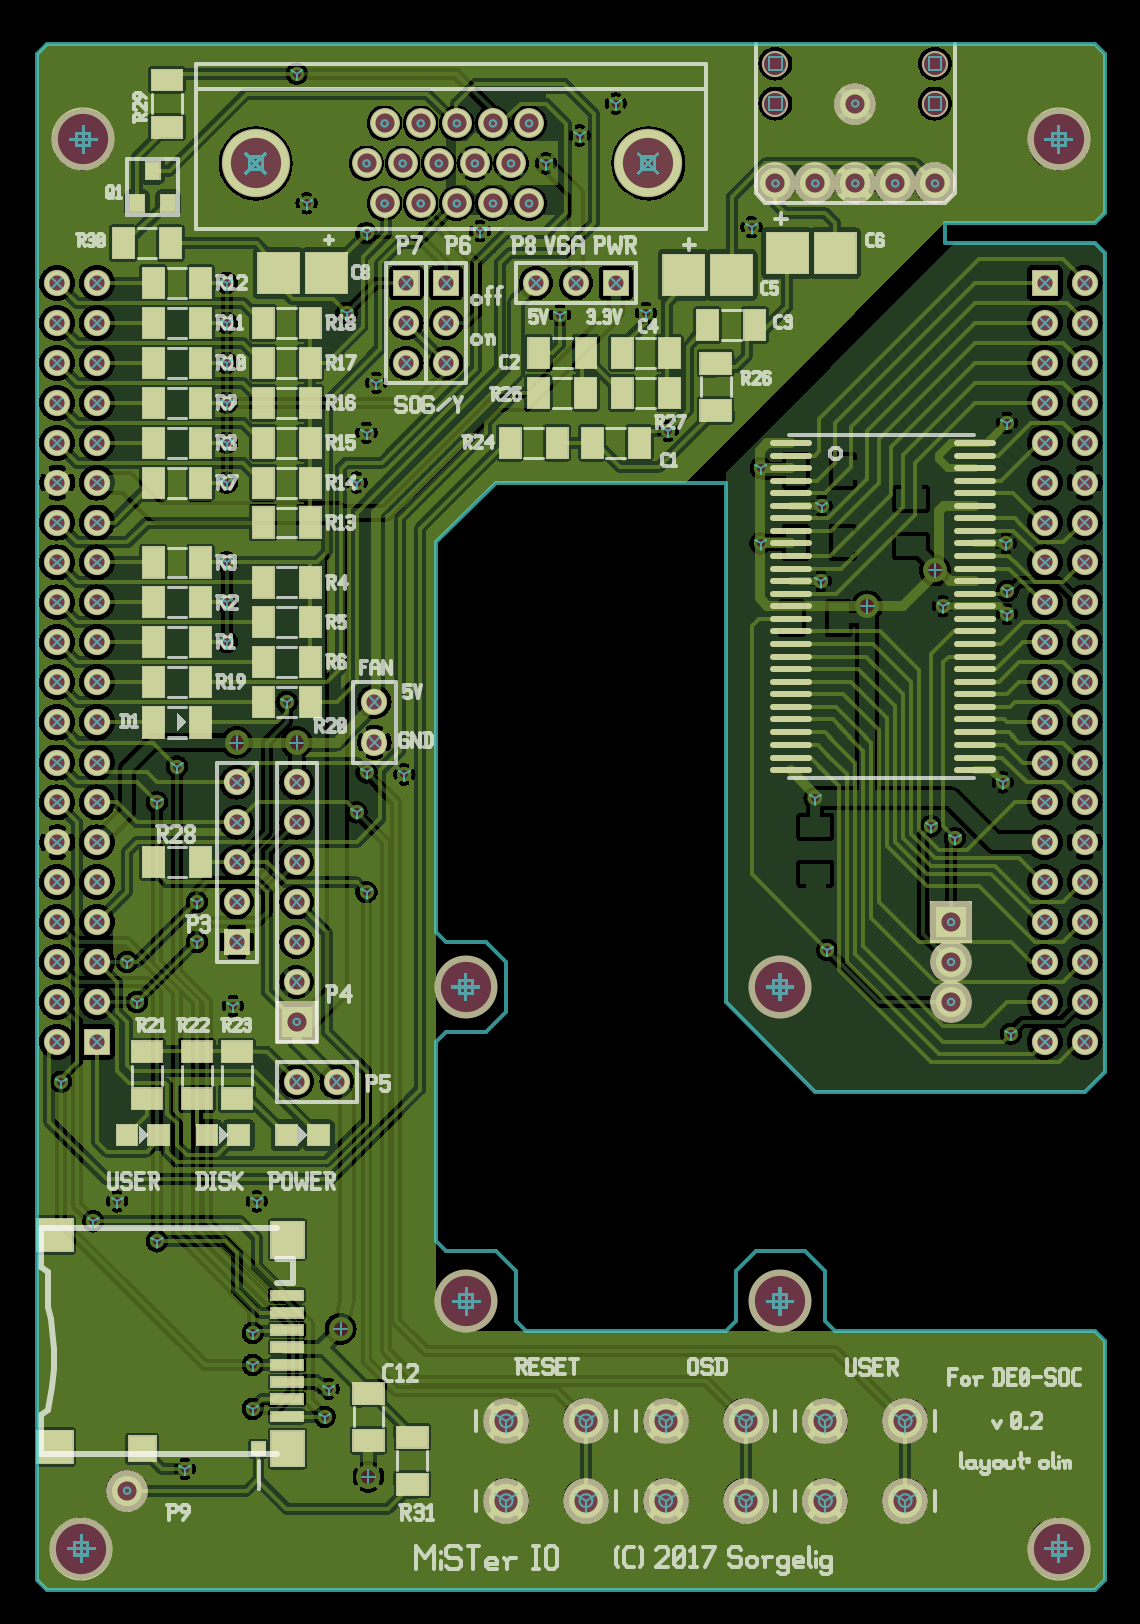 R29
Q1
R30
C8
P7 P6
off
on
SOG/Y
P8 VGA PWR
5V 3.3V
C6
C5
C4
C3
C2
R26
R26
R27
R24
C1
R12
R11
R10
R9
R8
R7
R18
R17
R16
R15
R14
R13
R3
R2
R1
R19
D1
R4
R5
R6
R20
FAN
5V
GND
R28
P3
P4
R21 R22 R23
P5
USER DISK POWER
C12
R31
P9
RESET OSD USER
For DE0-SOC
v 0.2
layout: olim
MiSTer IO (C) 2017 Sorgelig